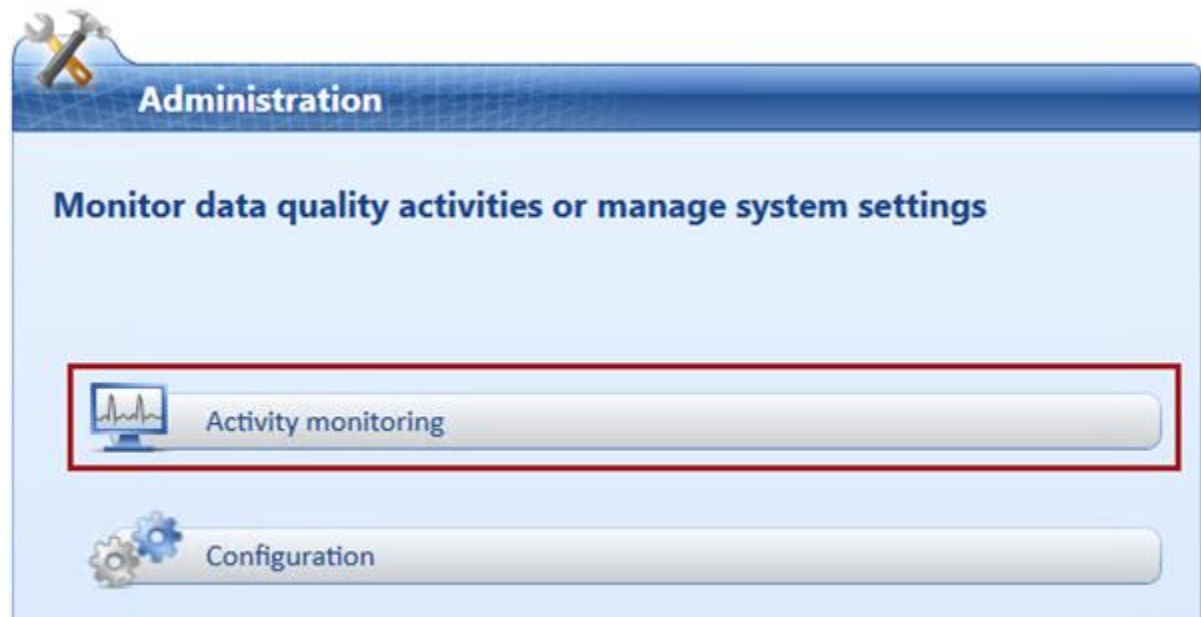 Administration
Monitor data quality activities or manage system settings
Activity monitoring
Configuration